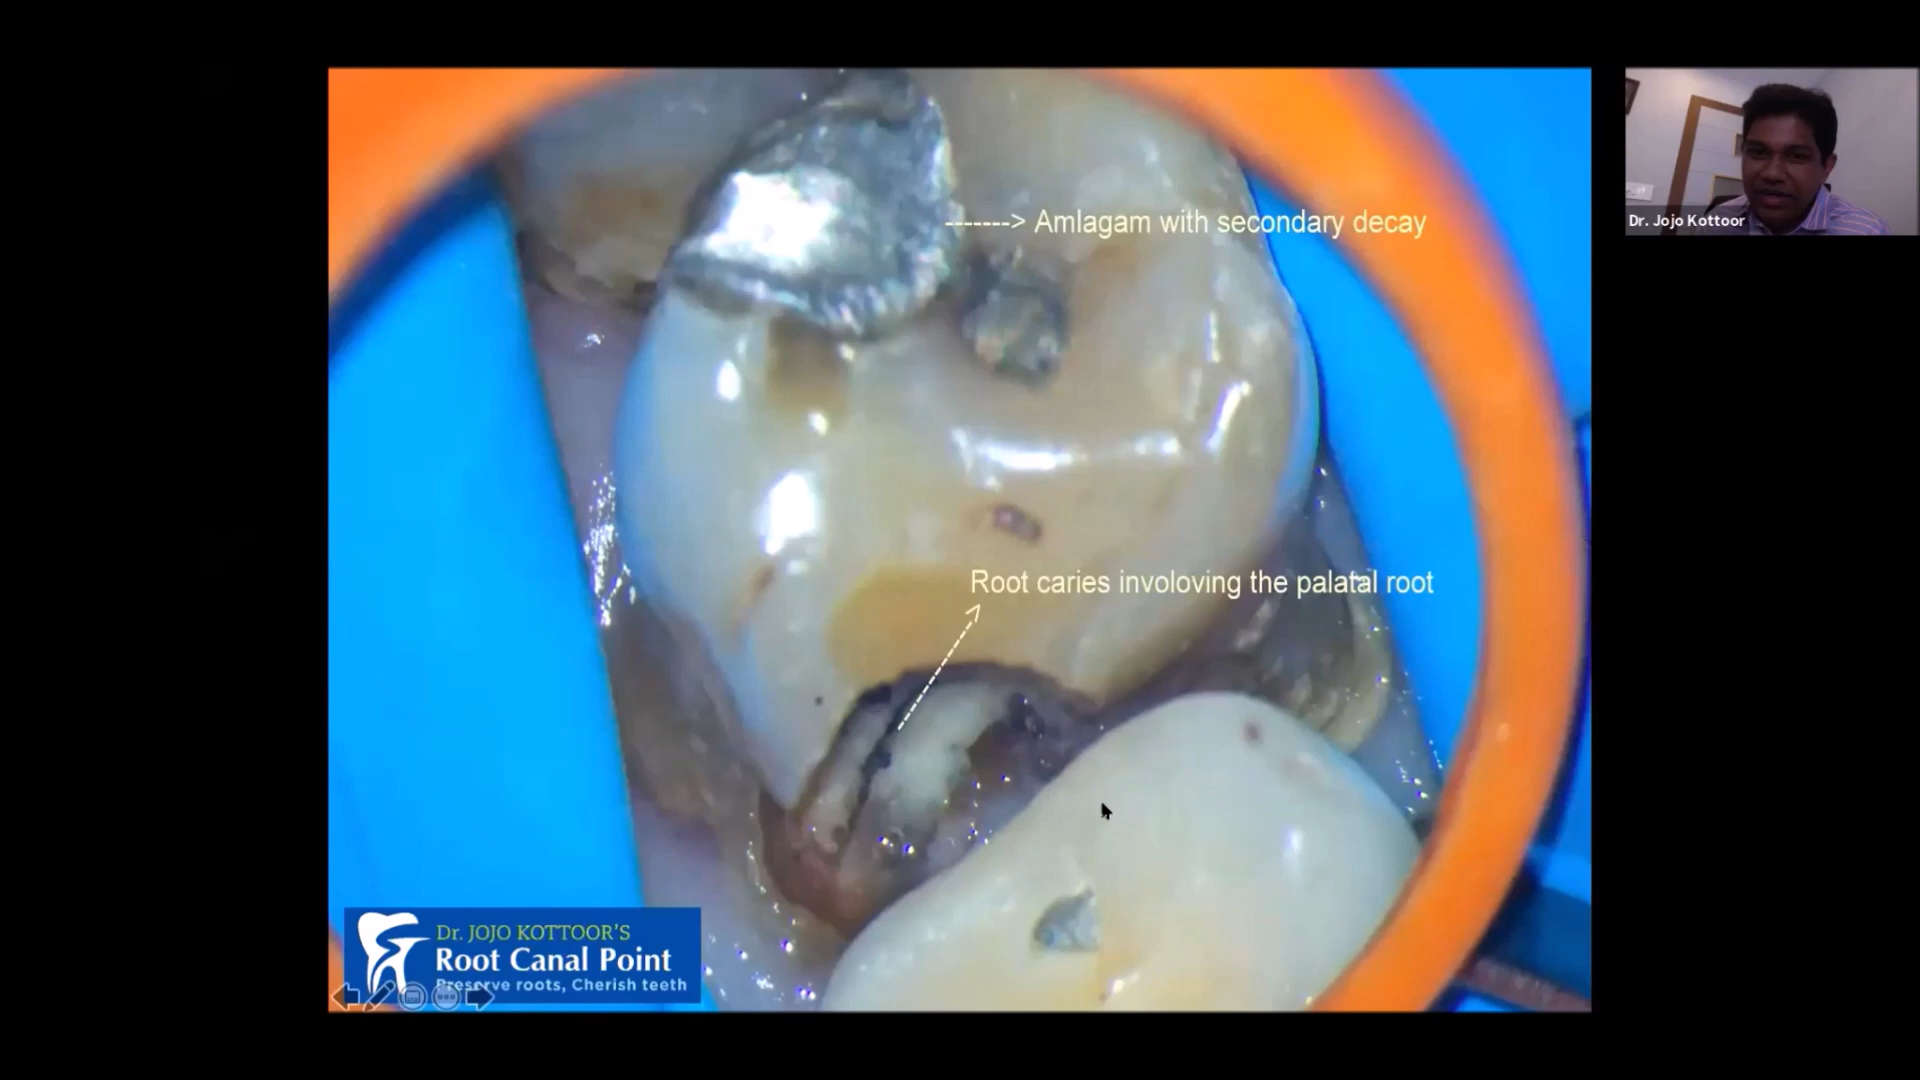 -------> Amlagam with secondary decay
Dr. Jojo Kottoor
Root caries involoving the palatal root
Dr. JOJO KOTTOOR'S
Root Canal Point
Preserve roots, Cherish teeth